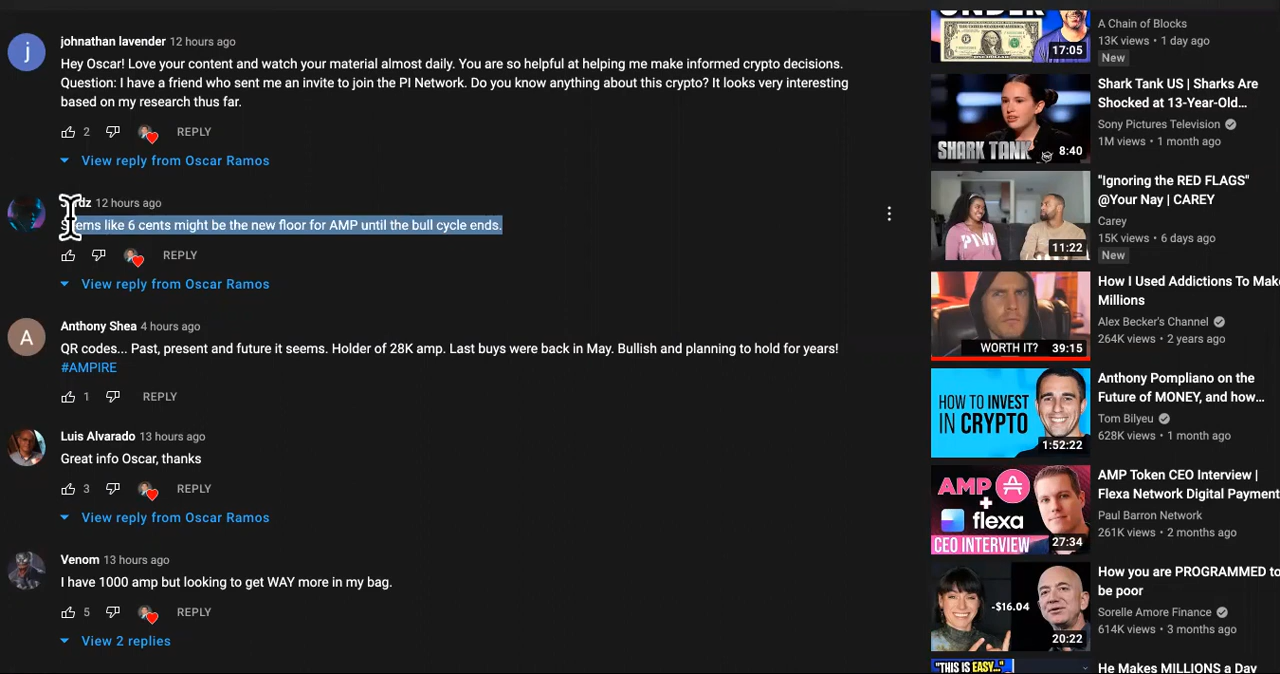 johnathan lavender 12 hours ago
Hey Oscar! Love your content and watch your material almost daily. You are so helpful at helping me make informed crypto decisions.
Question: I have a friend who sent me an invite to join the PI Network. Do you know anything about this crypto? It looks very interesting
based on my research thus far.
2 REPLY
View reply from Oscar Ramos
12 hours ago
Seems like 6 cents might be the new floor for AMP until the bull cycle ends.
REPLY
View reply from Oscar Ramos
A
Anthony Shea 4 hours ago
QR codes... Past, present and future it seems. Holder of 28K amp. Last buys were back in May. Bullish and planning to hold for years!
#AMPIRE
1 REPLY
Luis Alvarado 13 hours ago
Great info Oscar, thanks
3 REPLY
View reply from Oscar Ramos
Venom 13 hours ago
I have 1000 amp but looking to get WAY more in my bag.
5 REPLY
View 2 replies
UNDER
17:05
A Chain of Blocks
13K views • 1 day ago
New
SHARK TANK
8:40
Shark Tank US | Sharks Are
Shocked at 13-Year-Old…
Sony Pictures Television
1M views • 1 month ago
PINK
11:22
"Ignoring the RED FLAGS"
@Your Nay | CAREY
Carey
15K views • 6 days ago
New
WORTH IT?
39:15
How I Used Addictions To Make
Millions
Alex Becker's Channel
264K views • 2 years ago
HOW TO INVEST
IN CRYPTO
1:52:22
Anthony Pompliano on the
Future of MONEY, and how…
Tom Bilyeu
628K views • 1 month ago
AMP
+
flexa
CEO INTERVIEW
27:34
AMP Token CEO Interview |
Flexa Network Digital Payment
Paul Barron Network
261K views • 2 months ago
-$16.04
20:22
How you are PROGRAMMED to
be poor
Sorelle Amore Finance
614K views • 3 months ago
"THIS IS EASY..."
He Makes MILLIONS a Day